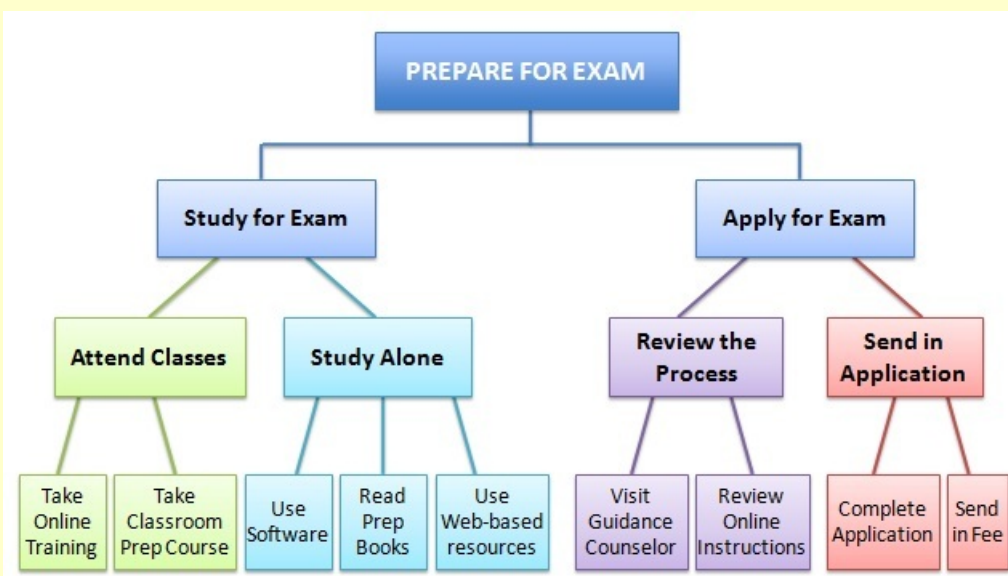 PREPARE FOR EXAM
Study for Exam
Apply for Exam
Attend Classes
Study Alone
Review the
Process
Send in
Application
Take
Online
Training
Take
Classroom
Prep Course
Use
Software
Read
Prep
Books
Use
Web-based
resources
Visit
Guidance
Counselor
Review
Online
Instructions
Complete
Application
Send
in Fee